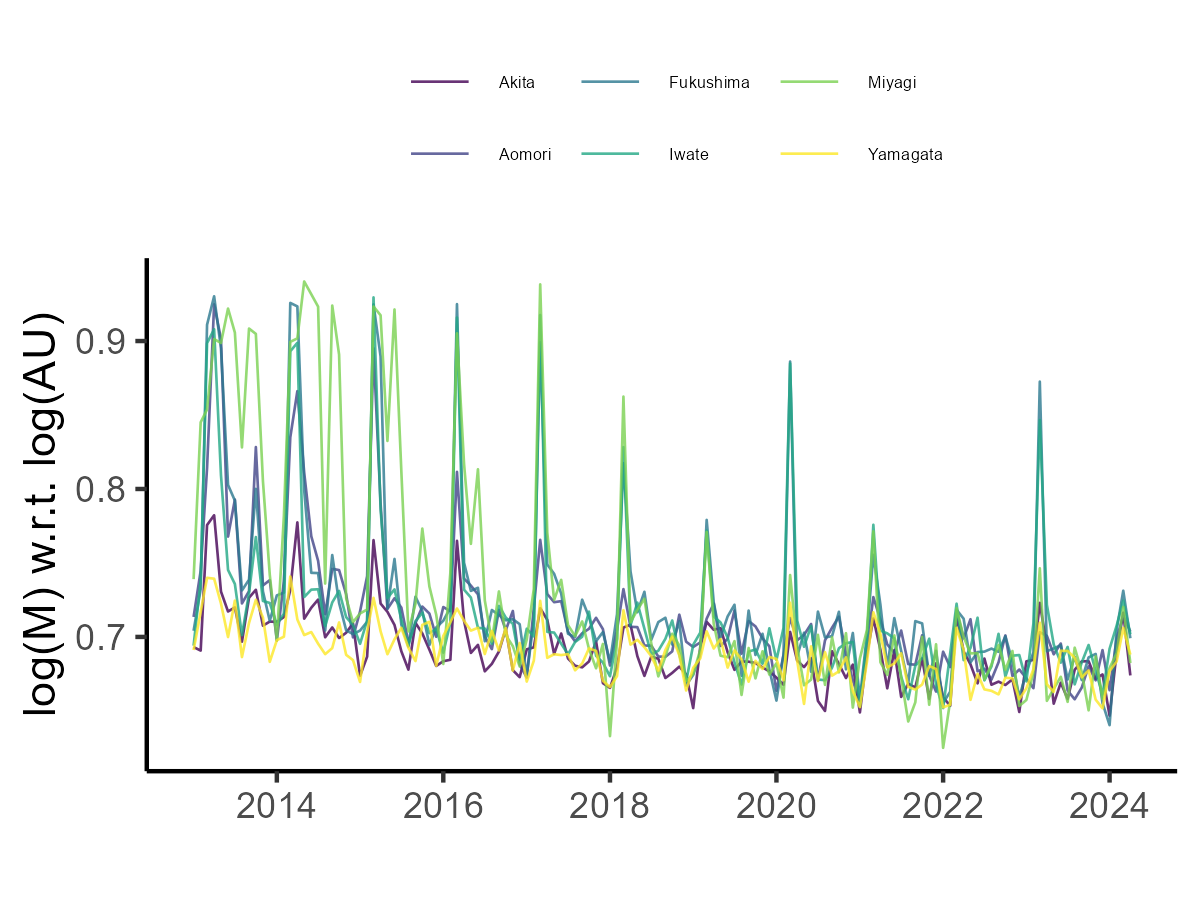 Akita Fukushima Miyagi
Aomori Iwate Yamagata
log(M) w.r.t. log(AU)
0.9
0.8
0.7
2014 2016 2018 2020 2022 2024